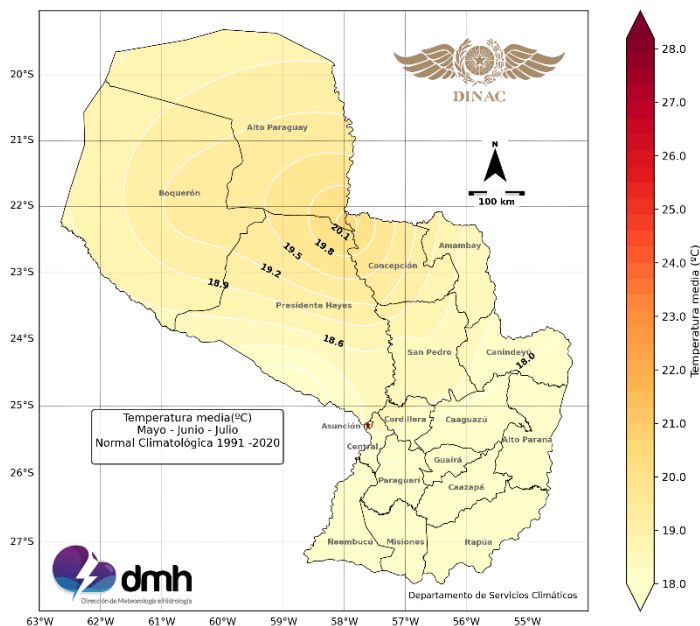 DINAC
N
100 km
20°S
21°S
22°S
23°S
24°S
25°S
26°S
27°S
63°W
62°W
61°W
60°W
59°W
58°W
57°W
56°W
55°W
Alto Paraguay
Boquerón
Amambay
Concepción
Presidente Hayes
San Pedro
Canindeyú
Asunción
Cordillera
Caaguazú
Central
Alto Paraná
Guairá
Paraguarí
Caazapá
Ñeembucú
Misiones
Itapúa
20.1
19.8
19.5
19.2
18.9
18.6
18.0
Temperatura media(ºC)
Mayo - Junio - Julio
Normal Climatológica 1991 -2020
dmh
Dirección de Meteorología e Hidrología
Departamento de Servicios Climáticos
28.0
27.0
26.0
25.0
24.0
23.0
22.0
21.0
20.0
19.0
18.0
Temperatura media (ºC)